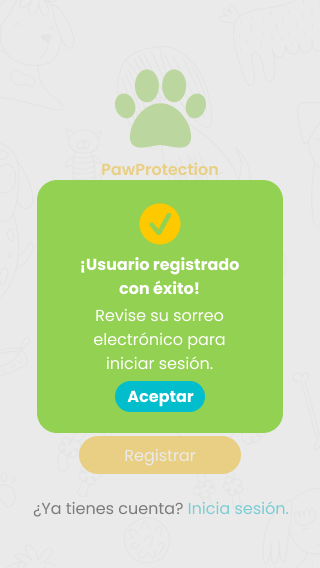 PawProtection
¡Usuario registrado
con éxito!
Revise su sorreo
electrónico para
iniciar sesión.
Aceptar
Registrar
¿Ya tienes cuenta? Inicia sesión.